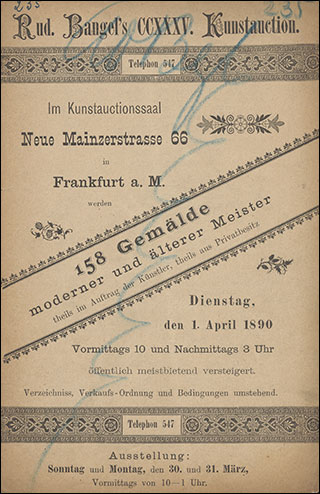 235
235
Rud. Bangel's CCXXXV. Kunstauction.
Telephon 547
Im Kunstauctionssaal
Neue Mainzerstrasse 66
in
Frankfurt a. M.
werden
158 Gemälde
moderner und älterer Meister
theils im Auftrag der Künstler, theils aus Privatbesitz
Dienstag,
den 1. April 1890
Vormittags 10 und Nachmittags 3 Uhr
öffentlich meistbietend versteigert.
Verzeichniss, Verkaufs-Ordnung und Bedingungen umstehend.
Telephon 547
Ausstellung:
Sonntag und Montag, den 30. und 31. März,
Vormittags von 10—1 Uhr.